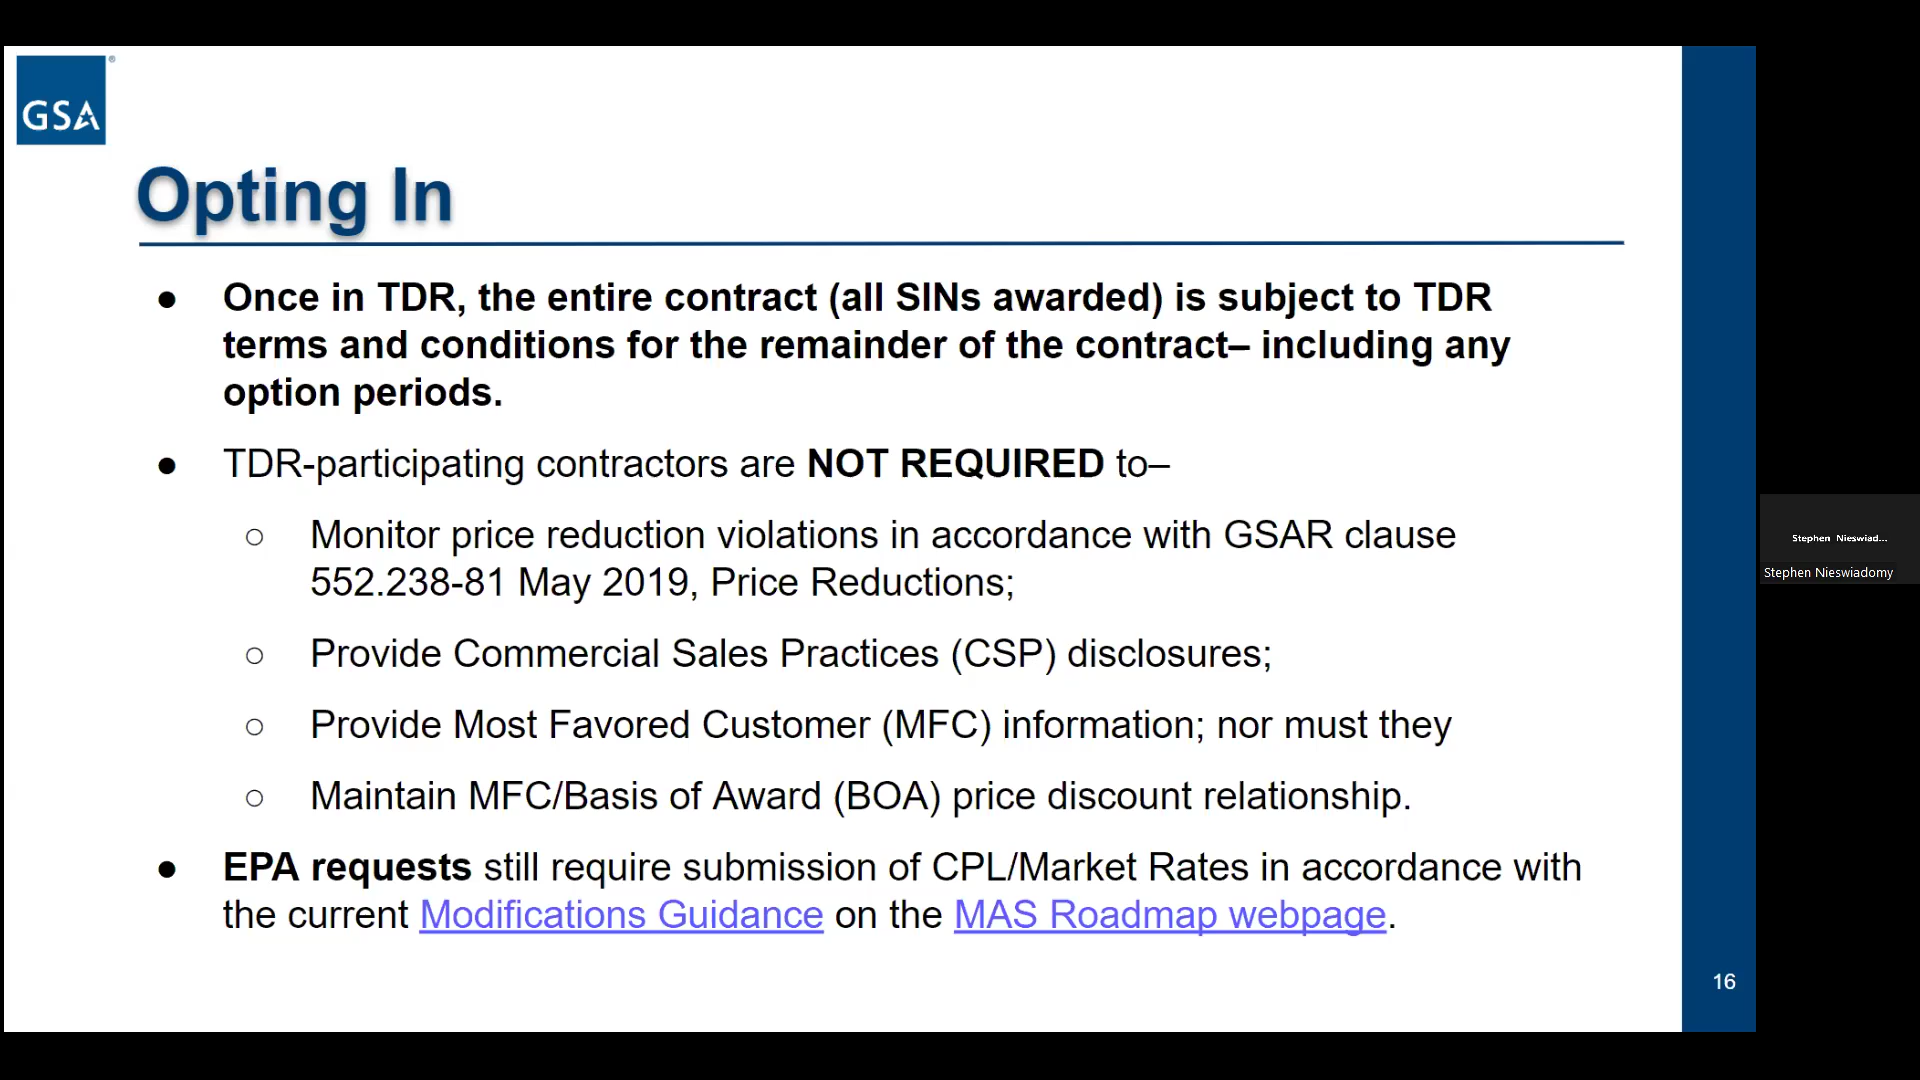 GSA
Opting In
● Once in TDR, the entire contract (all SINs awarded) is subject to TDR
terms and conditions for the remainder of the contract– including any
option periods.
● TDR-participating contractors are NOT REQUIRED to–
○ Monitor price reduction violations in accordance with GSAR clause
552.238-81 May 2019, Price Reductions;
○ Provide Commercial Sales Practices (CSP) disclosures;
○ Provide Most Favored Customer (MFC) information; nor must they
○ Maintain MFC/Basis of Award (BOA) price discount relationship.
● EPA requests still require submission of CPL/Market Rates in accordance with
the current Modifications Guidance on the MAS Roadmap webpage.
16
Stephen Nieswiad...
Stephen Nieswiadomy